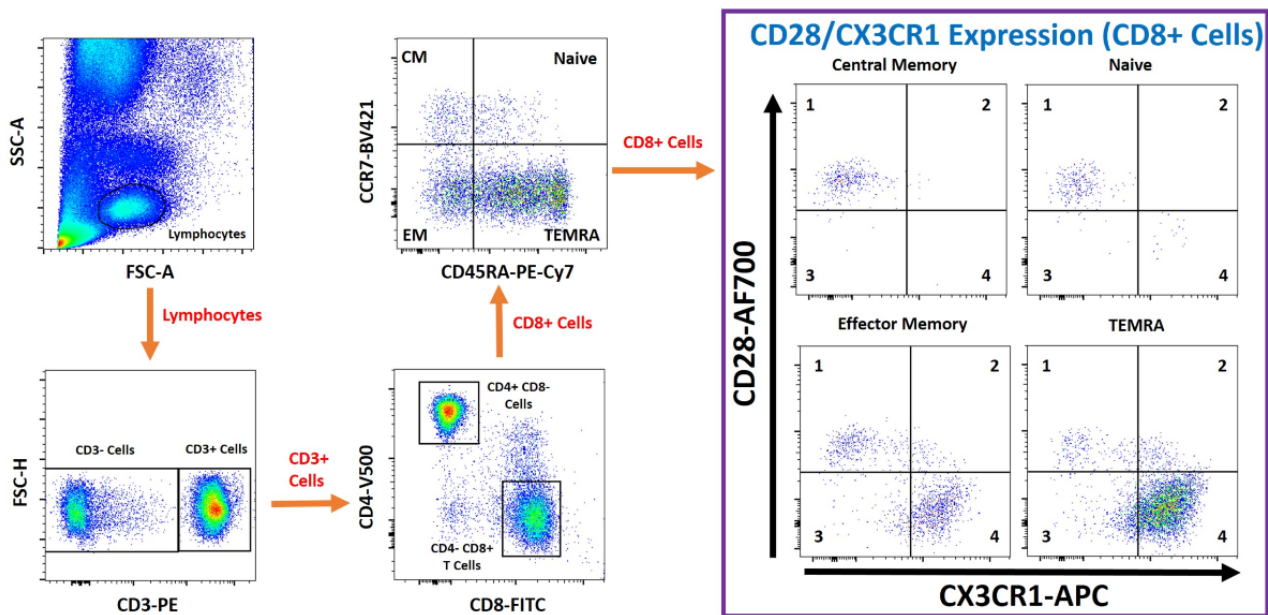 SSC-A
Lymphocytes
FSC-A
Lymphocytes
FSC-H
CD3- Cells
CD3+ Cells
CD3-PE
CD3+
Cells
CD4-V500
CD4+ CD8-
Cells
CD4- CD8+
T Cells
CD8-FITC
CD8+ Cells
CCR7-BV421
CM
Naive
EM
TEMRA
CD45RA-PE-Cy7
CD8+ Cells
CD28/CX3CR1 Expression (CD8+ Cells)
CD28-AF700
Central Memory
1
2
3
4
Naive
1
2
3
4
Effector Memory
1
2
3
4
TEMRA
1
2
3
4
CX3CR1-APC